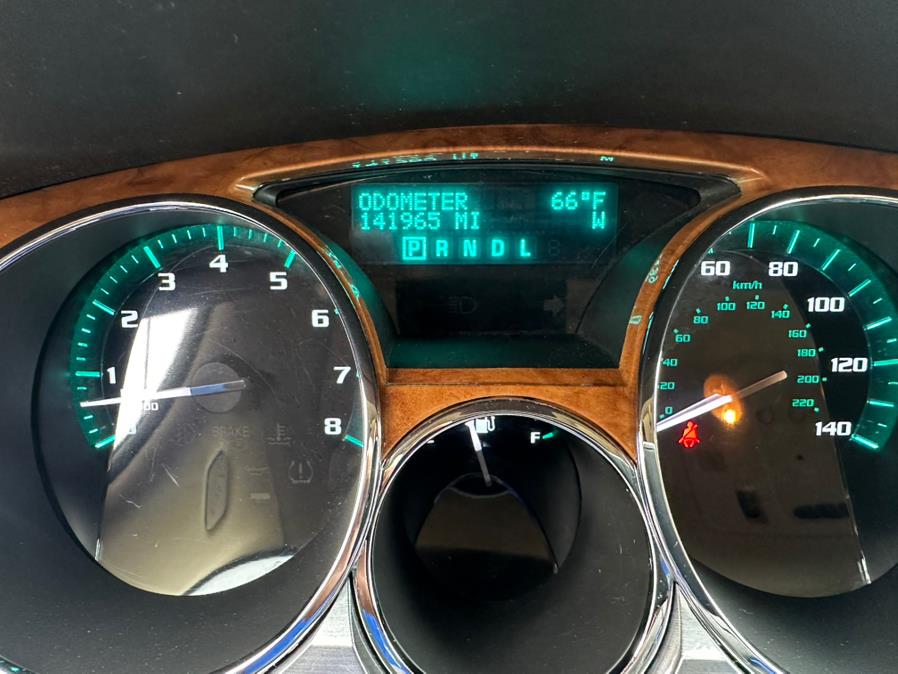 ODOMETER 66°F
141965 MI W
P R N D L
1 2 3 4 5 6 7 8
BRAKE
F
60 80 100 120 140
km/h
0 20 40 60 80 100 120 140 160 180 200 220